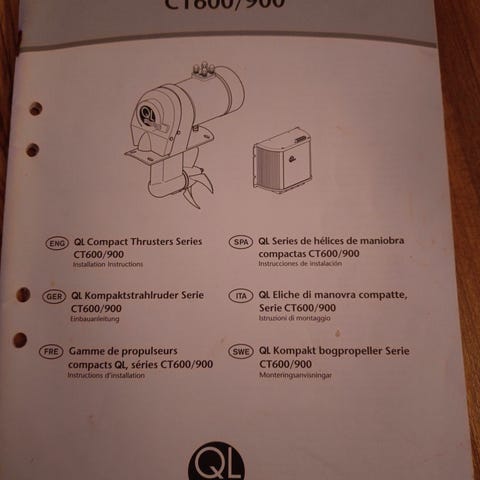 CT600/900
QL
ENG
QL Compact Thrusters Series
CT600/900
Installation Instructions
SPA
QL Series de hélices de maniobra
compactas CT600/900
Instrucciones de instalación
GER
QL Kompaktstrahlruder Serie
CT600/900
Einbauanleitung
ITA
QL Eliche di manovra compatte,
Serie CT600/900
Istruzioni di montaggio
FRE
Gamme de propulseurs
compacts QL, séries CT600/900
Instructions d'installation
SWE
QL Kompakt bogpropeller Serie
CT600/900
Monteringsanvisningar
QL